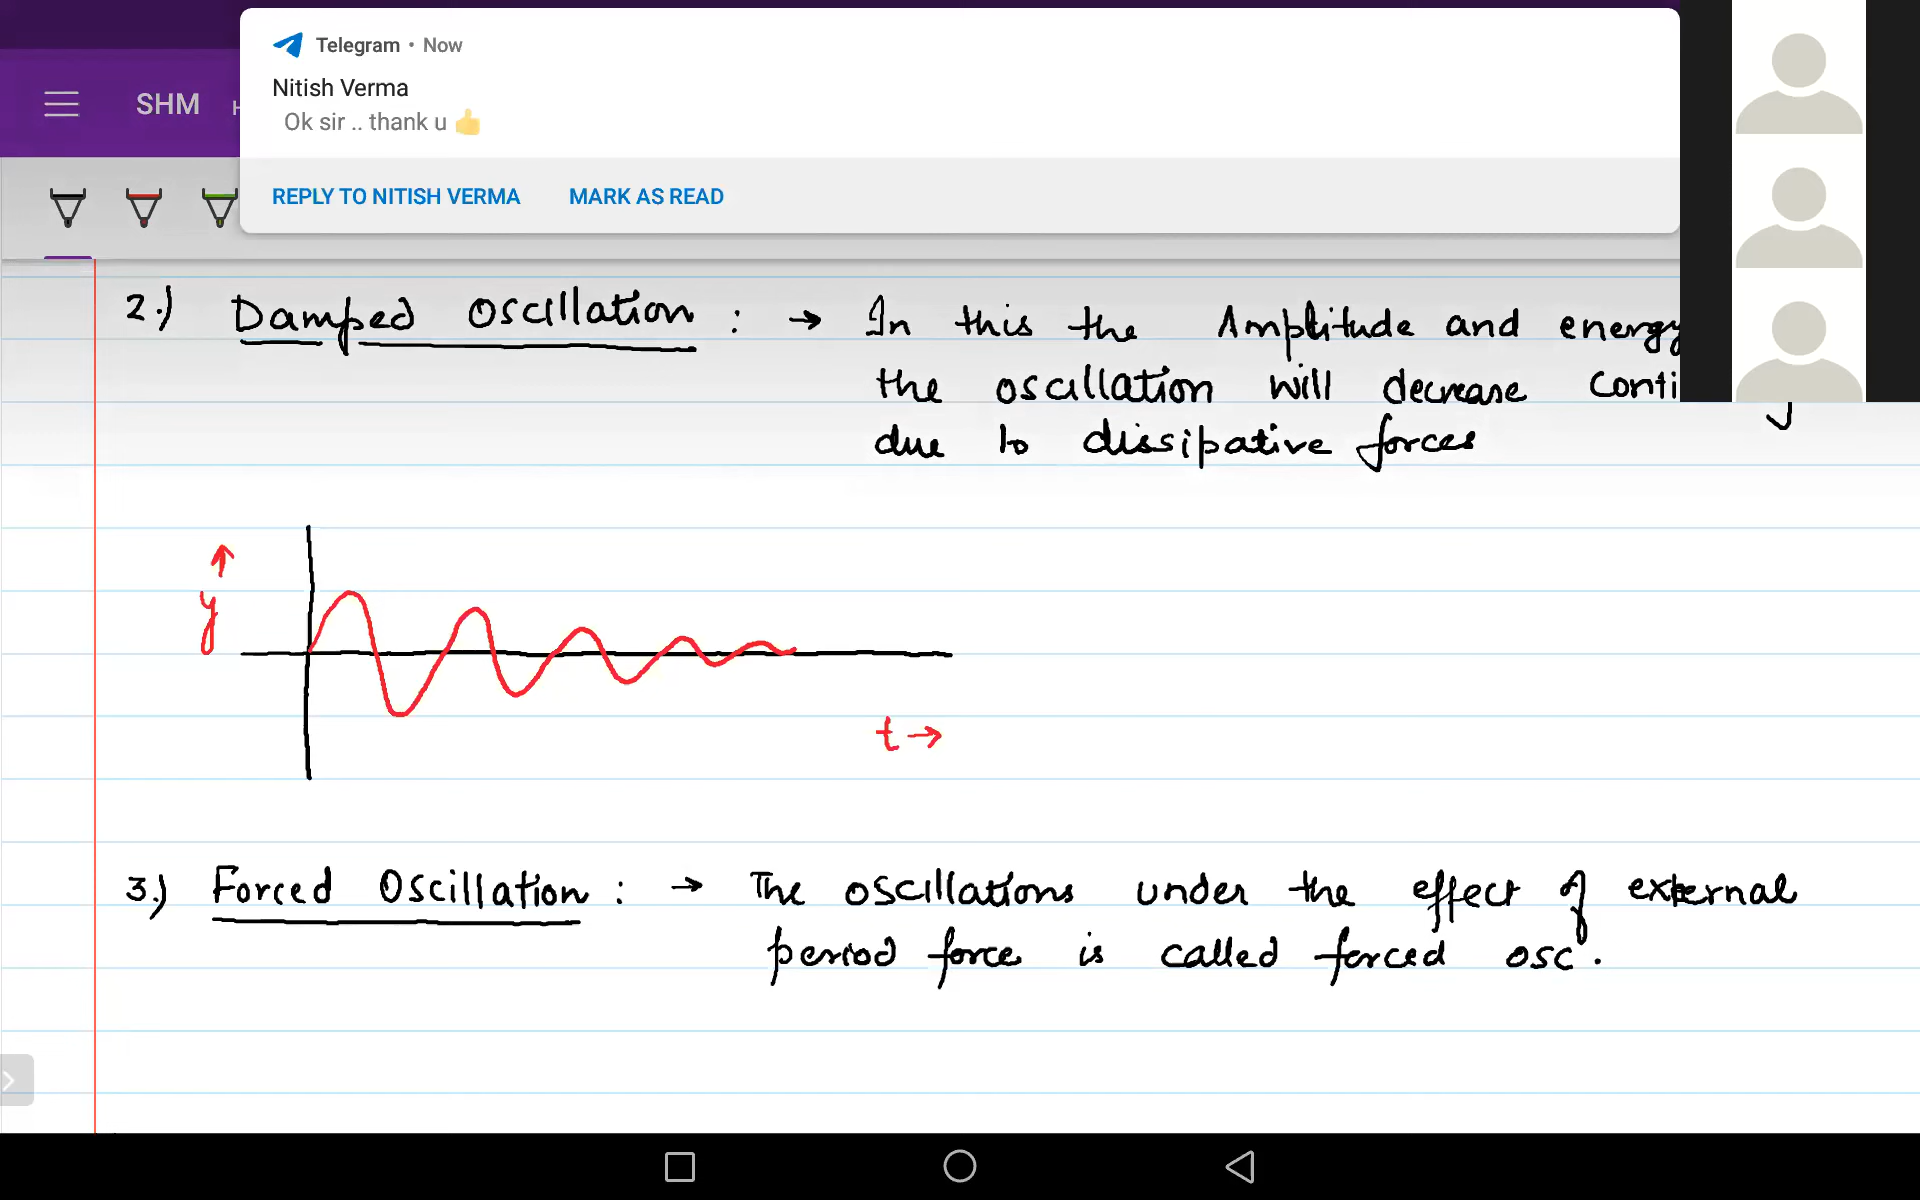 Telegram • Now
Nitish Verma
Ok sir .. thank u 👍
SHM
REPLY TO NITISH VERMA MARK AS READ
2.) Damped Oscillation : → In this the Amplitude and energy
the oscillation will decrease conti
due to dissipative forces
↑
y
t →
3.) Forced Oscillation : → The oscillations under the effect of external
period force is called forced osc.